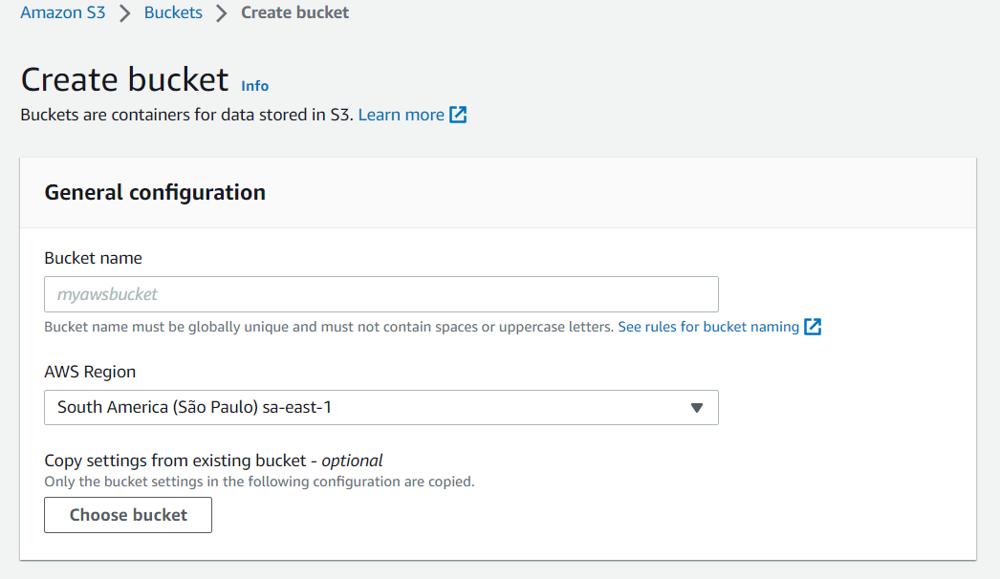 Amazon S3 > Buckets > Create bucket
Create bucket Info
Buckets are containers for data stored in S3. Learn more
General configuration
Bucket name
myawsbucket
Bucket name must be globally unique and must not contain spaces or uppercase letters. See rules for bucket naming
AWS Region
South America (São Paulo) sa-east-1
Copy settings from existing bucket - optional
Only the bucket settings in the following configuration are copied.
Choose bucket